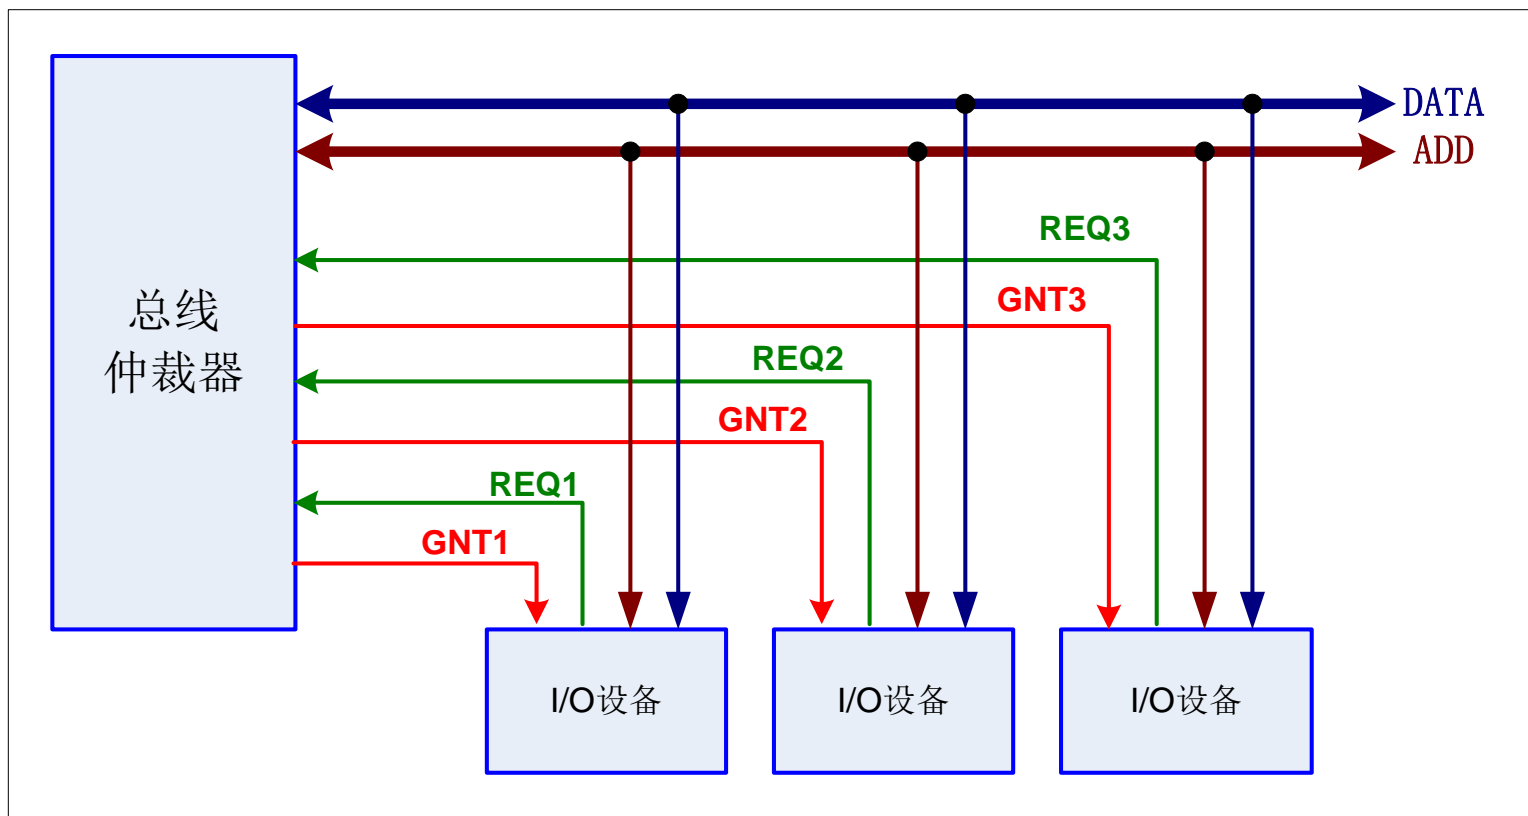 DATA
ADD
REQ3
GNT3
总线
仲裁器
REQ2
GNT2
REQ1
GNT1
I/O设备
I/O设备
I/O设备